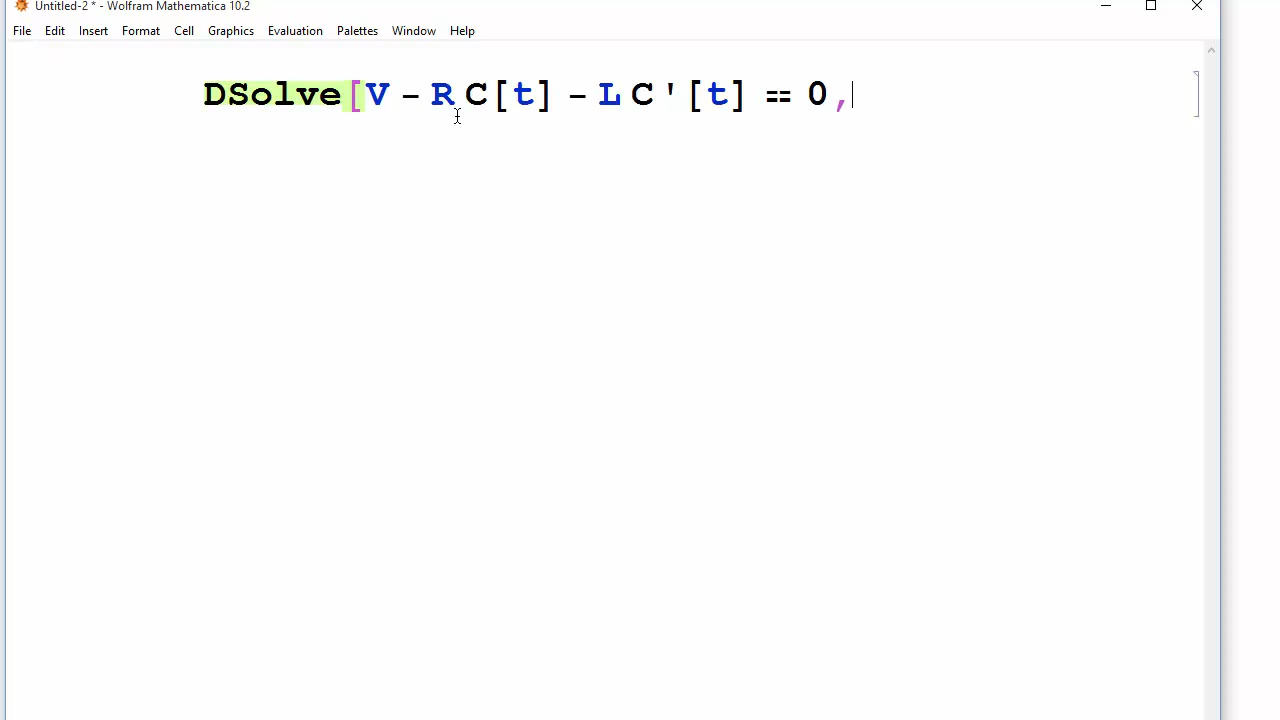 Untitled-2 * - Wolfram Mathematica 10.2
File Edit Insert Format Cell Graphics Evaluation Palettes Window Help
DSolve[V - R C[t] - L C'[t] == 0,